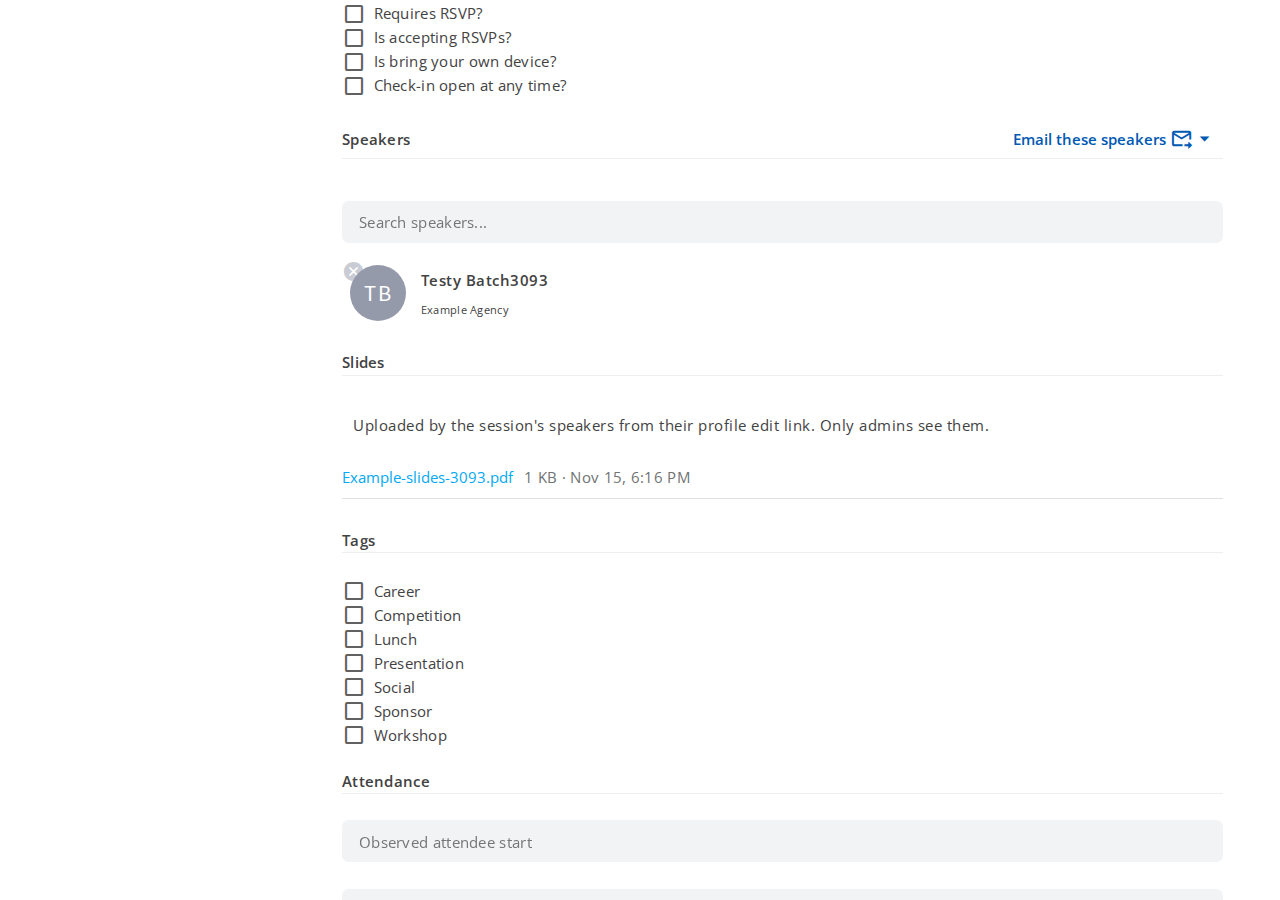 Requires RSVP?
Is accepting RSVPs?
Is bring your own device?
Check-in open at any time?
Speakers
Email these speakers
Search speakers...
TB
Testy Batch3093
Example Agency
Slides
Uploaded by the session's speakers from their profile edit link. Only admins see them.
Example-slides-3093.pdf 1 KB · Nov 15, 6:16 PM
Tags
Career
Competition
Lunch
Presentation
Social
Sponsor
Workshop
Attendance
Observed attendee start